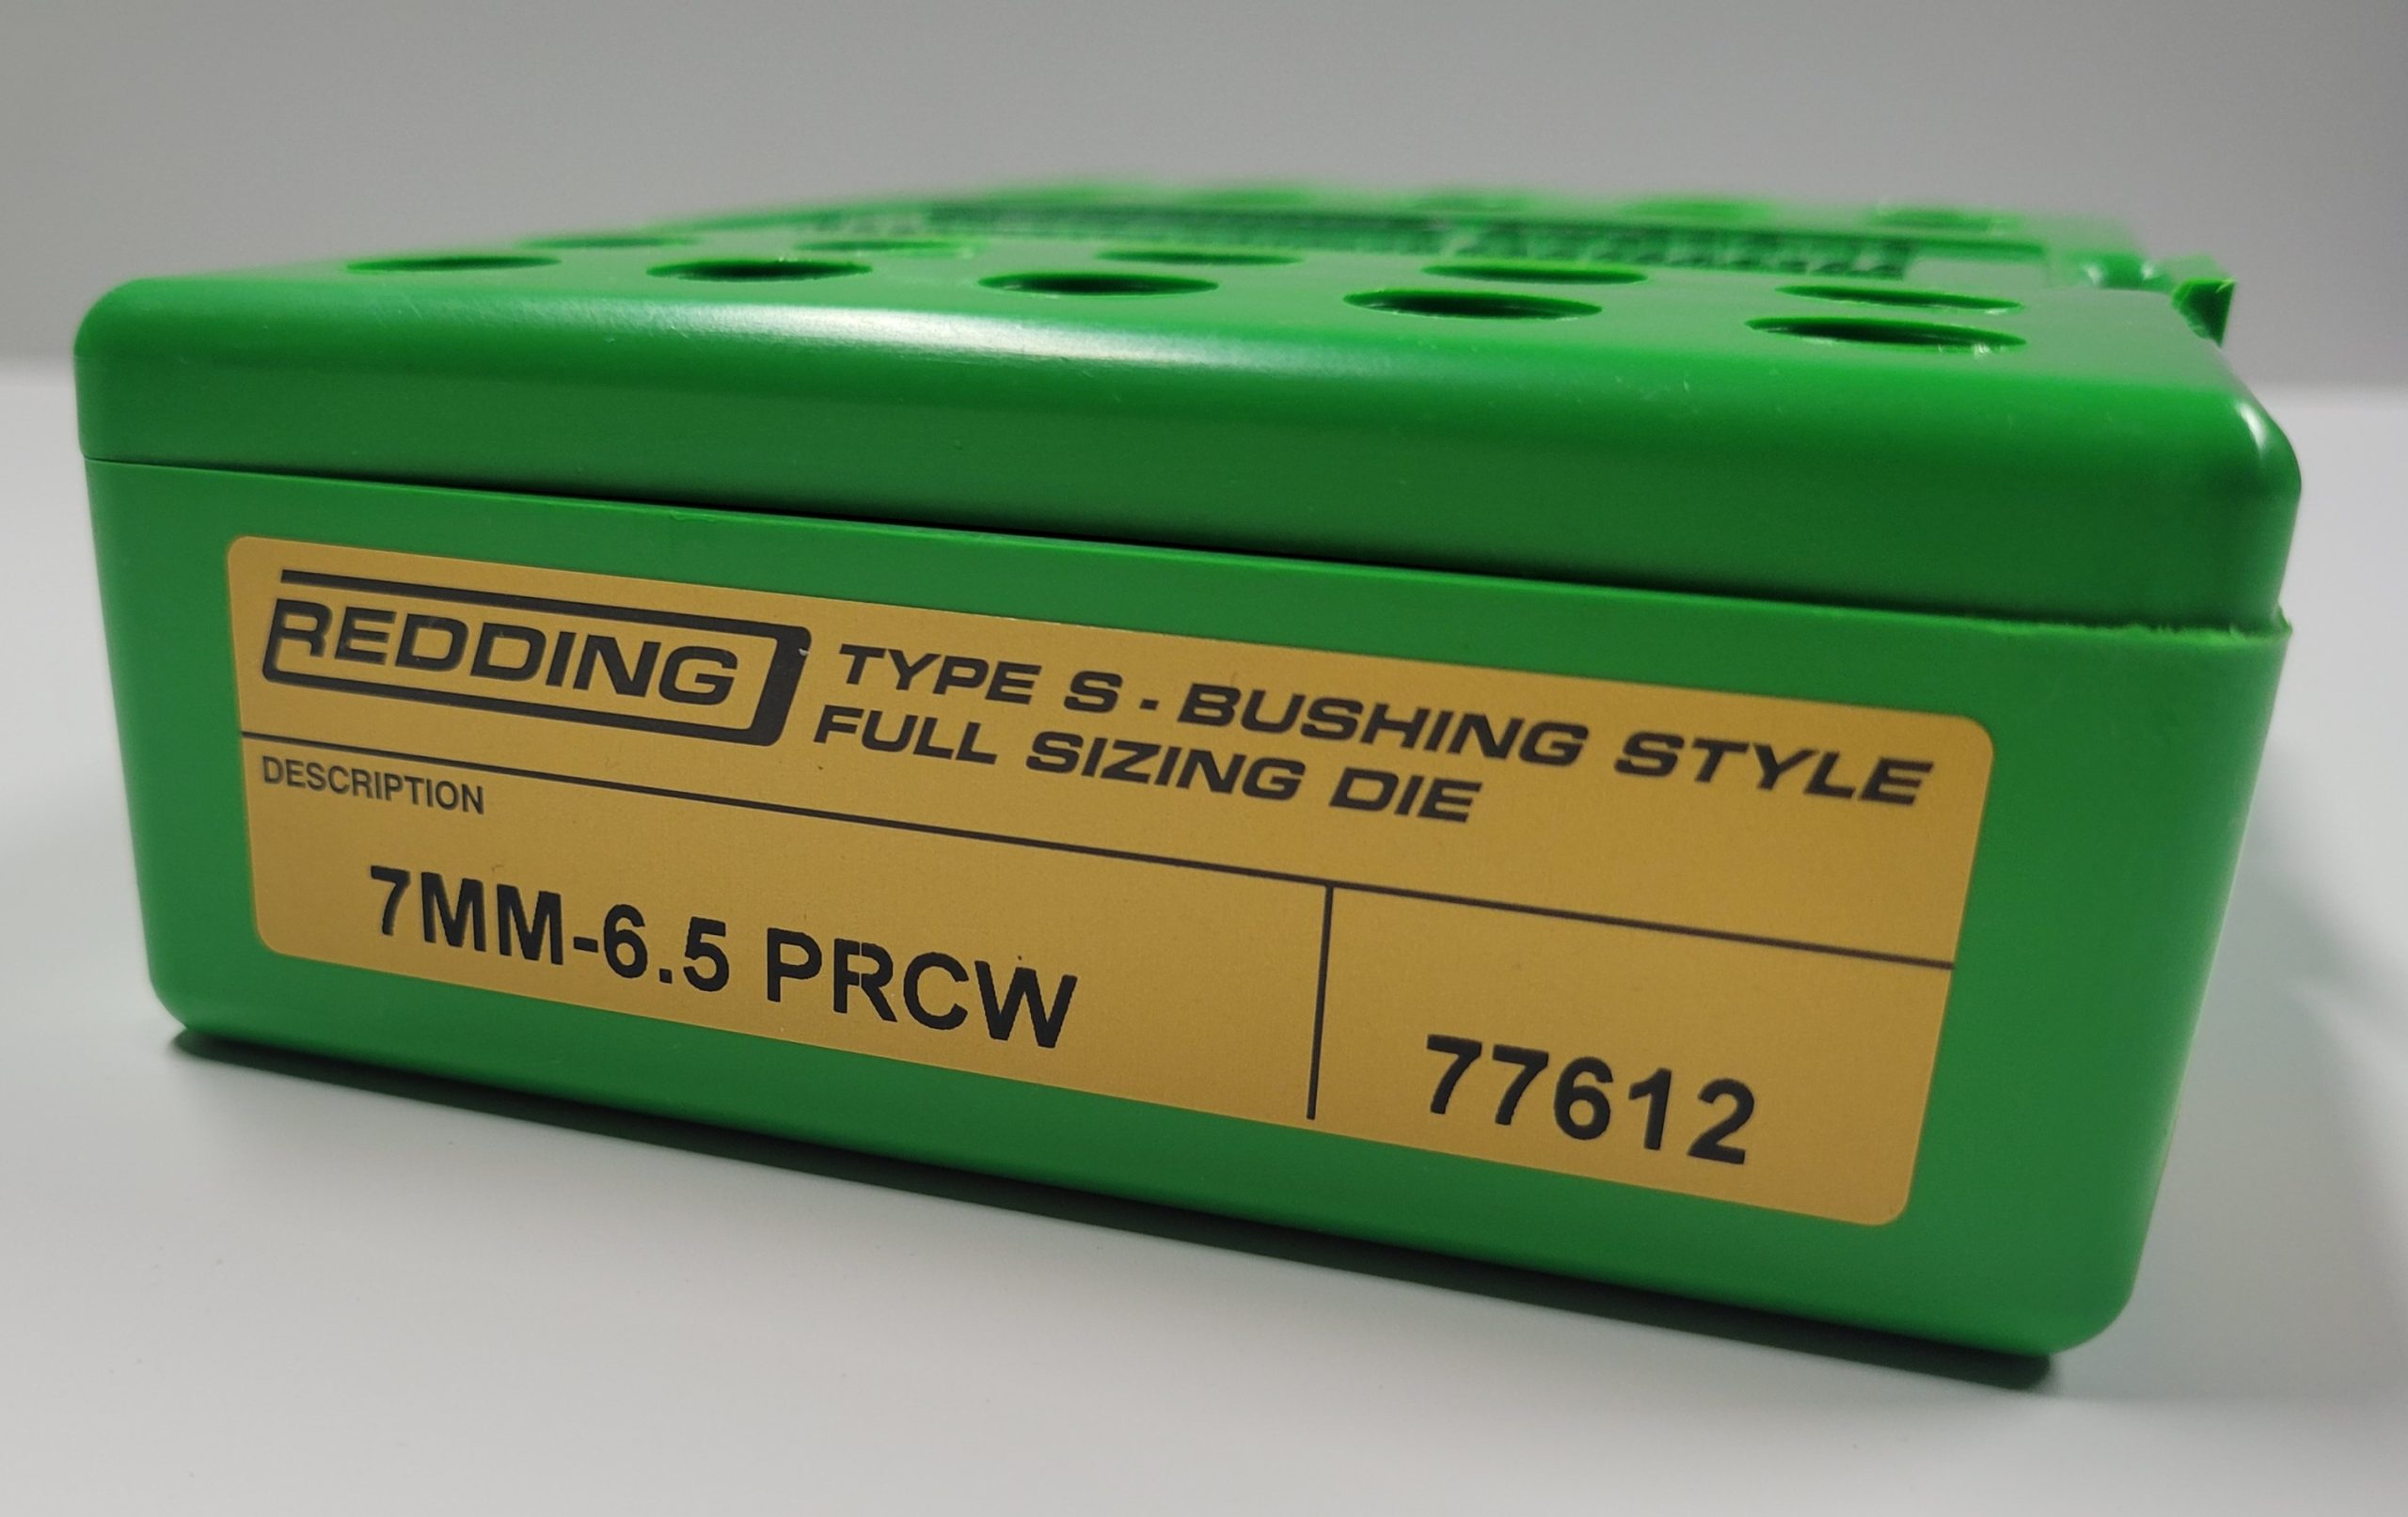 REDDING
TYPE S - BUSHING STYLE
FULL SIZING DIE
DESCRIPTION
7MM-6.5 PRCW
77612